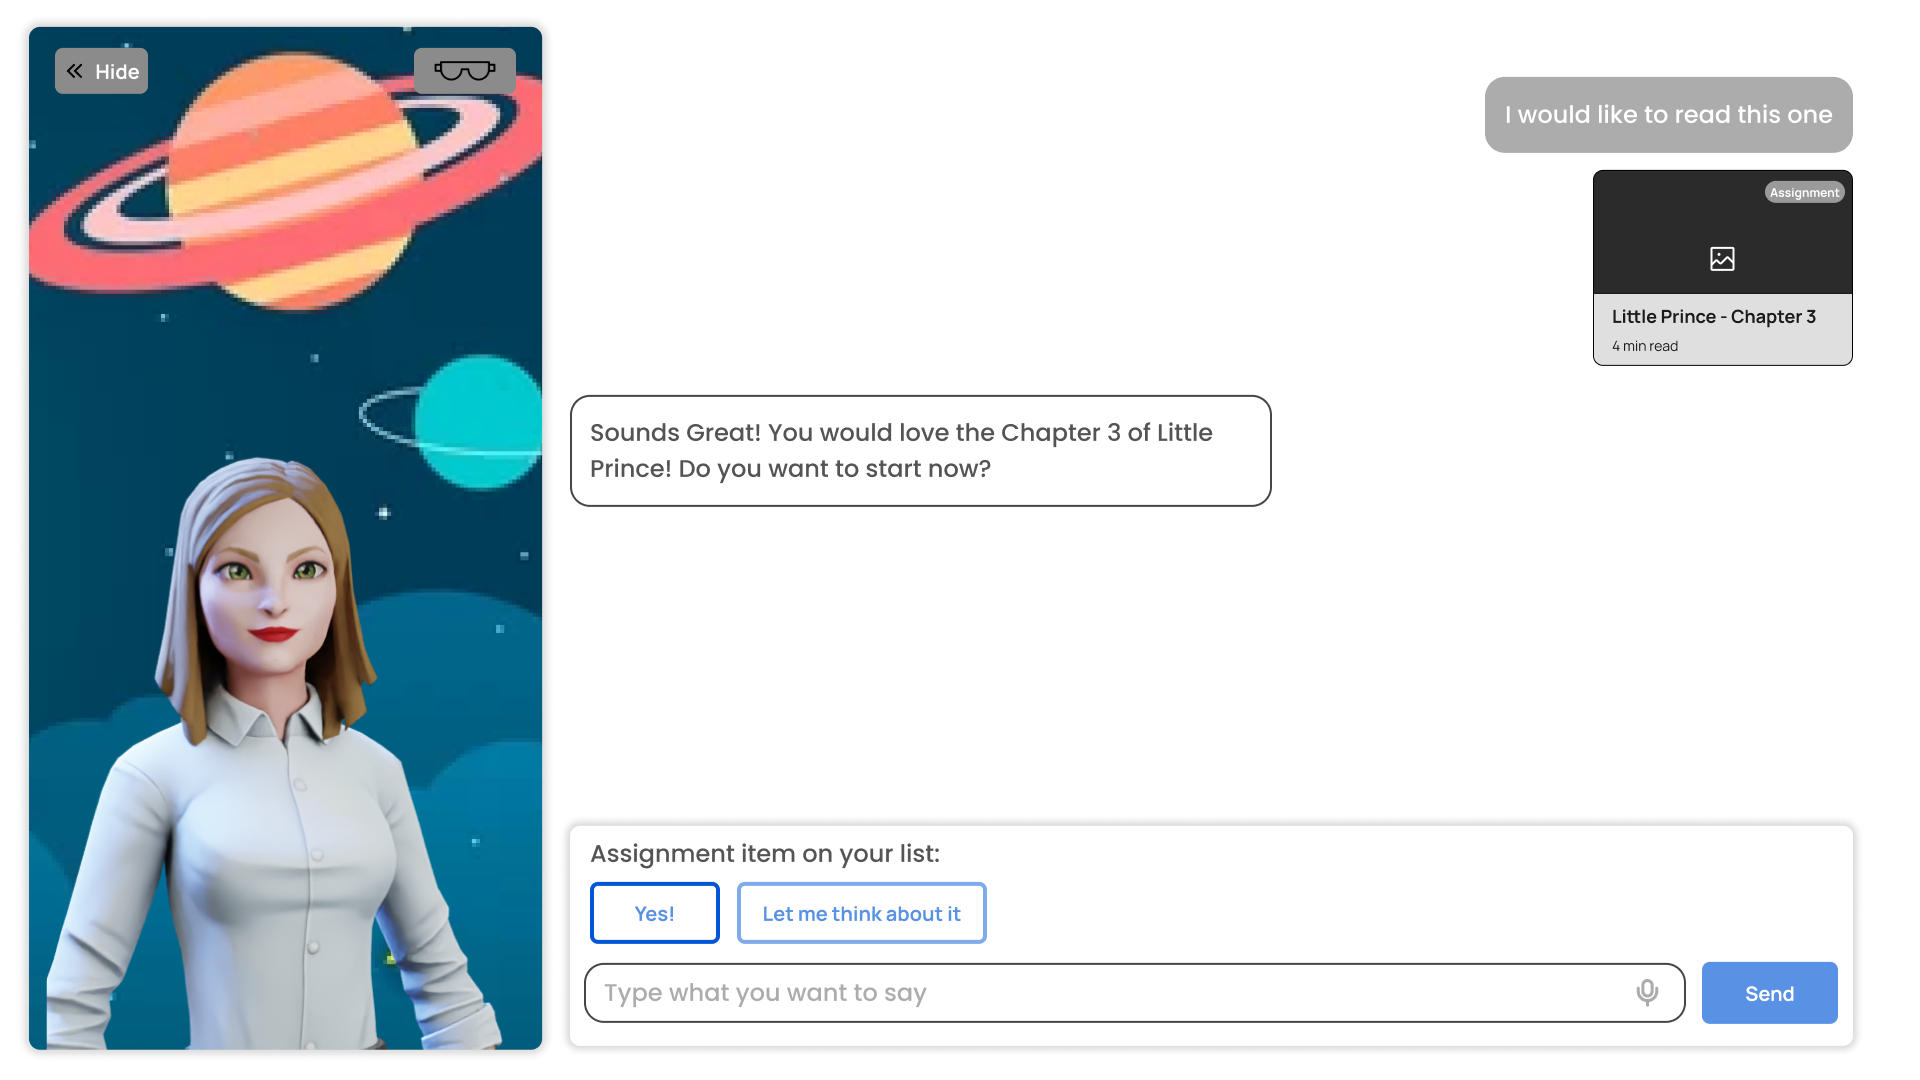 Hide
I would like to read this one
Assignment
Little Prince - Chapter 3
4 min read
Sounds Great! You would love the Chapter 3 of Little
Prince! Do you want to start now?
Assignment item on your list:
Yes!
Let me think about it
Type what you want to say
Send